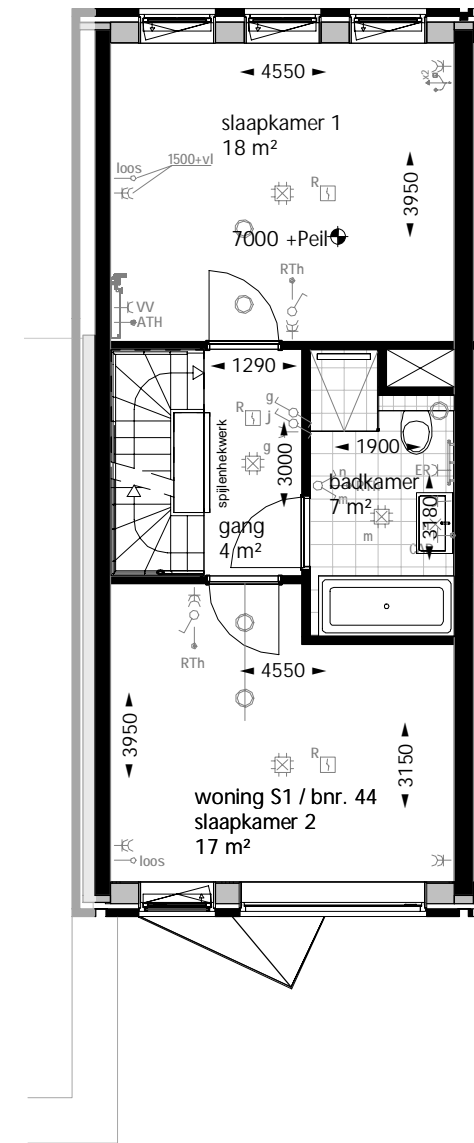 4550
x2
slaapkamer 1
18 m²
loos
1500+vl
R
3950
7000 +Peil
RTh
VV
ATH
1290
g
R
j
spijlenhekwerk
g
3000
1900
n
ER
badkamer
7 m²
m
3180
gang
4 m²
m
RTh
4550
3950
R
3150
woning S1 / bnr. 44
slaapkamer 2
17 m²
loos